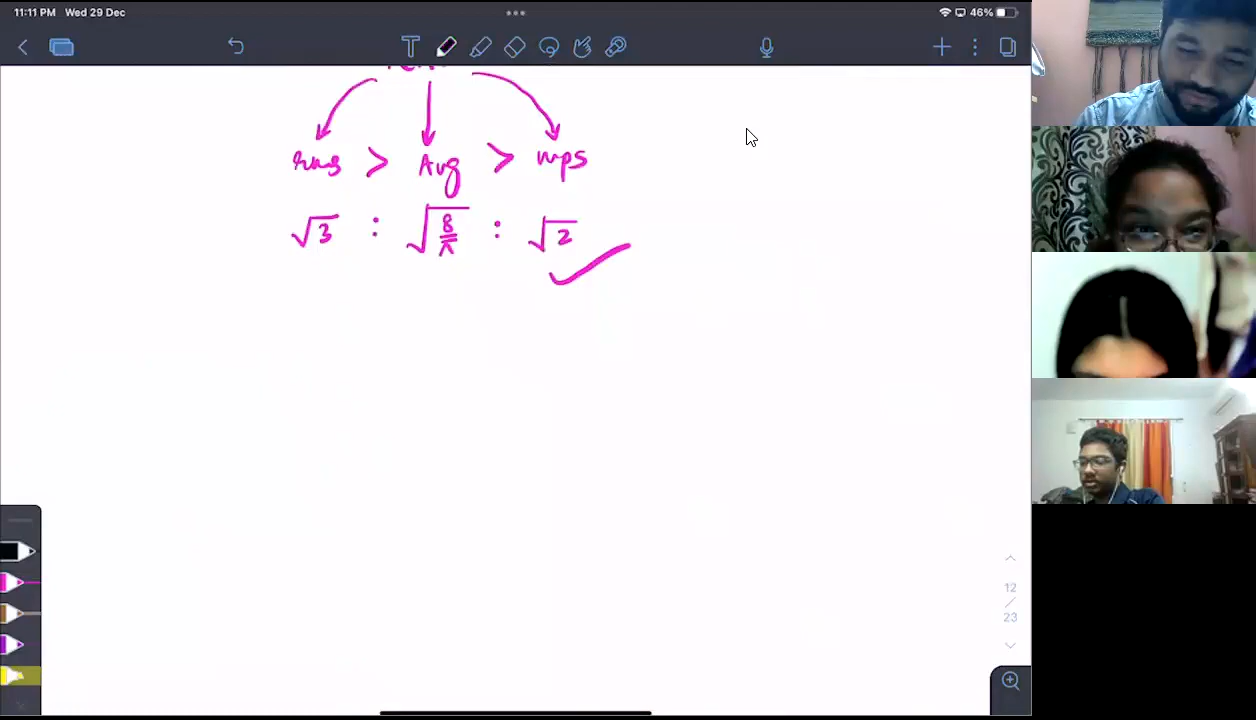 11:11 PM Wed 29 Dec
46%
T
rms > Avg > mps
√3 : √8/π : √2
12
/
23